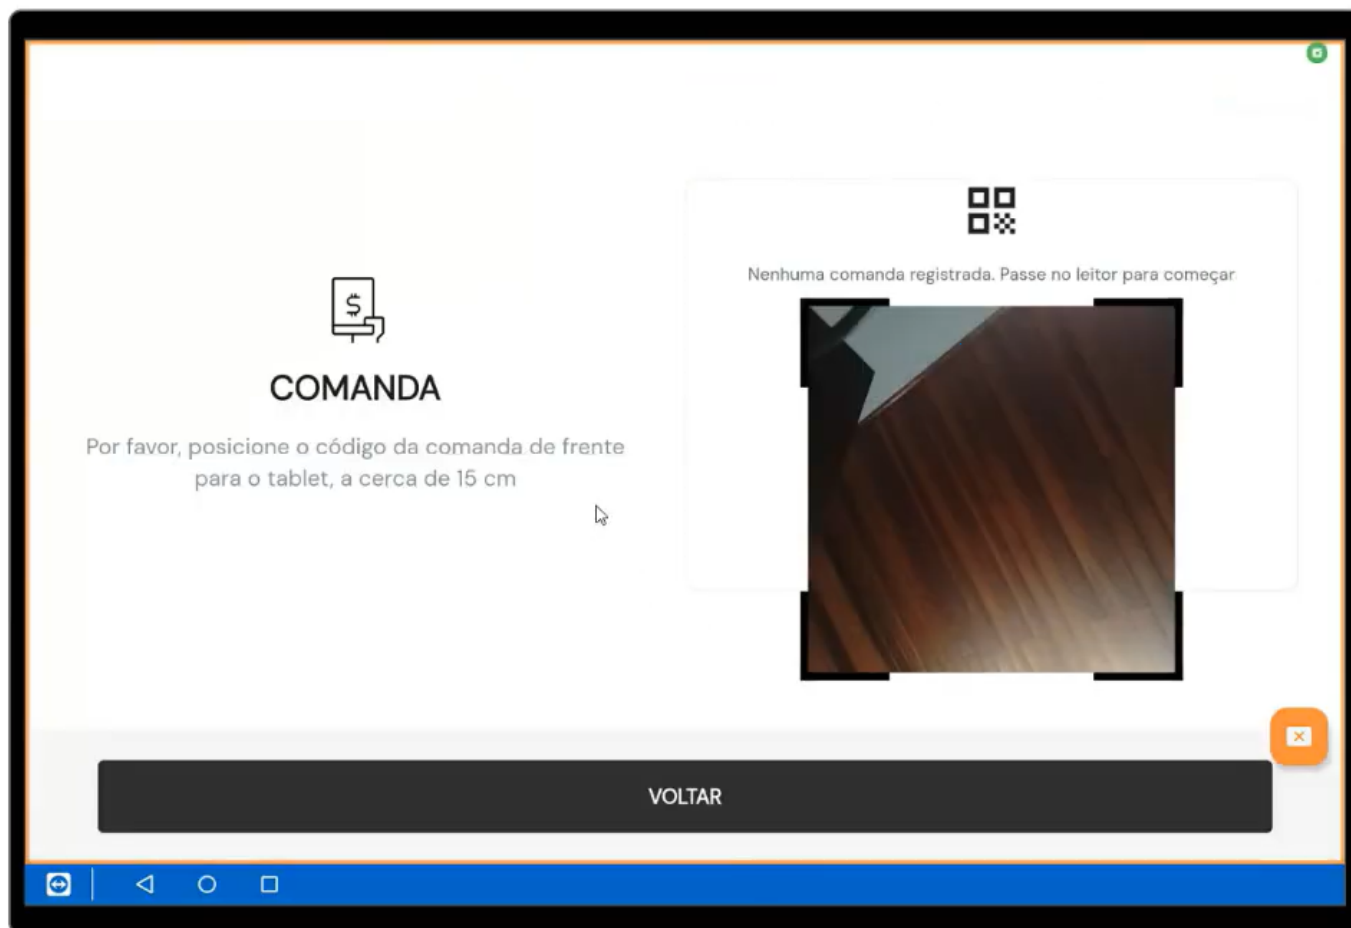 COMANDA
Por favor, posicione o código da comanda de frente
para o tablet, a cerca de 15 cm
Nenhuma comanda registrada. Passe no leitor para começar
VOLTAR